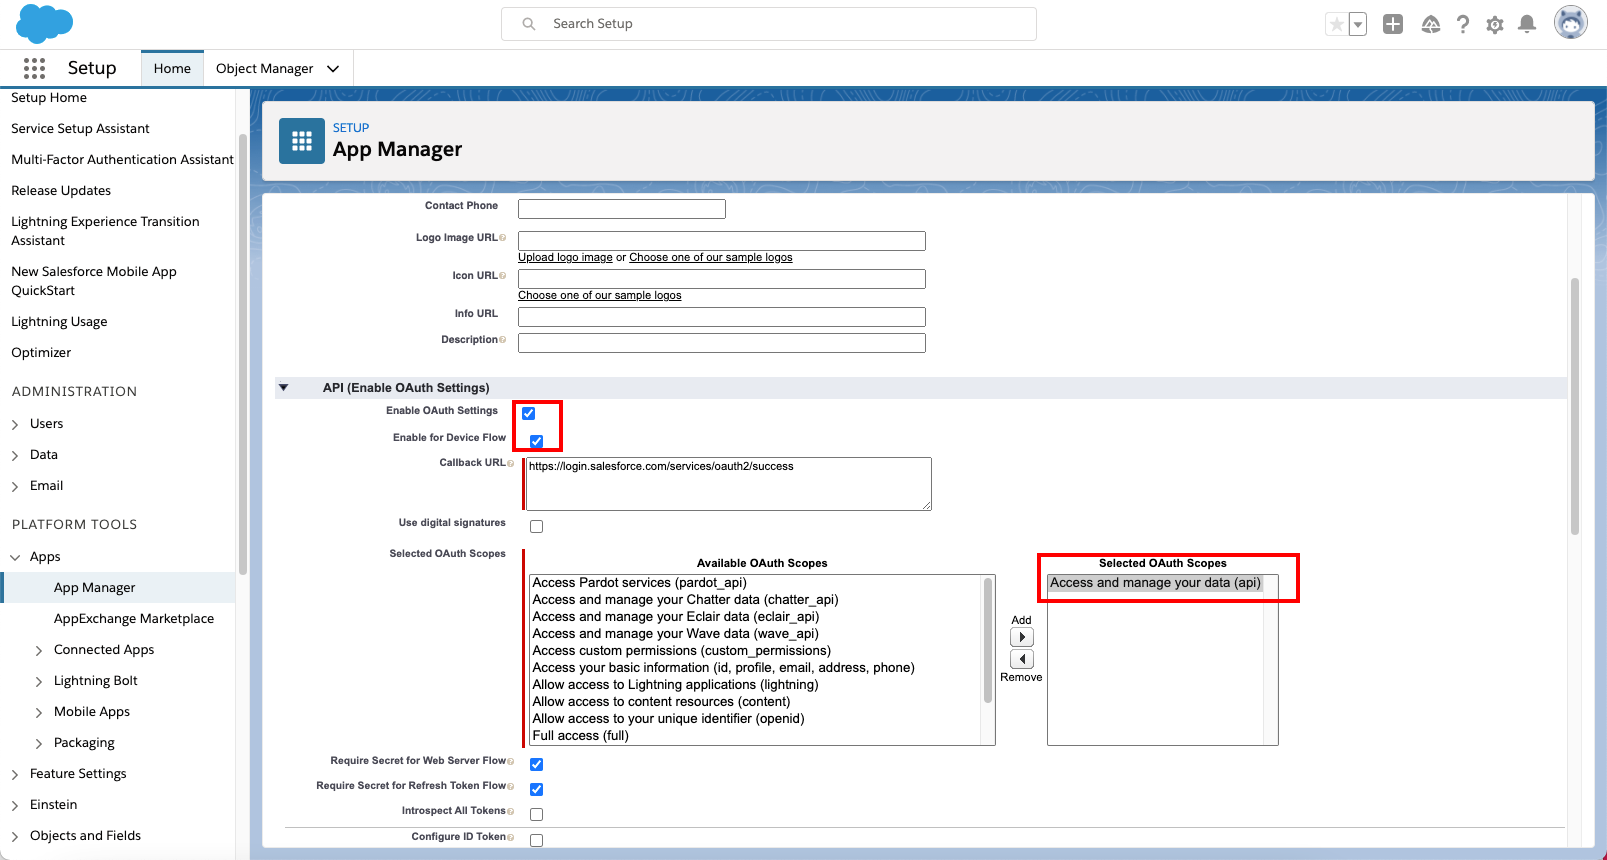 Search Setup
Setup
Home
Object Manager
Setup Home
Service Setup Assistant
Multi-Factor Authentication Assistant
Release Updates
Lightning Experience Transition
Assistant
New Salesforce Mobile App
QuickStart
Lightning Usage
Optimizer
ADMINISTRATION
Users
Data
Email
PLATFORM TOOLS
Apps
App Manager
AppExchange Marketplace
Connected Apps
Lightning Bolt
Mobile Apps
Packaging
Feature Settings
Einstein
Objects and Fields
SETUP
App Manager
Contact Phone
Logo Image URL
Upload logo image or Choose one of our sample logos
Icon URL
Choose one of our sample logos
Info URL
Description
API (Enable OAuth Settings)
Enable OAuth Settings
Enable for Device Flow
Callback URL
https://login.salesforce.com/services/oauth2/success
Use digital signatures
Selected OAuth Scopes
Available OAuth Scopes
Access Pardot services (pardot_api)
Access and manage your Chatter data (chatter_api)
Access and manage your Eclair data (eclair_api)
Access and manage your Wave data (wave_api)
Access custom permissions (custom_permissions)
Access your basic information (id, profile, email, address, phone)
Allow access to Lightning applications (lightning)
Allow access to content resources (content)
Allow access to your unique identifier (openid)
Full access (full)
Add
Remove
Selected OAuth Scopes
Access and manage your data (api)
Require Secret for Web Server Flow
Require Secret for Refresh Token Flow
Introspect All Tokens
Configure ID Token